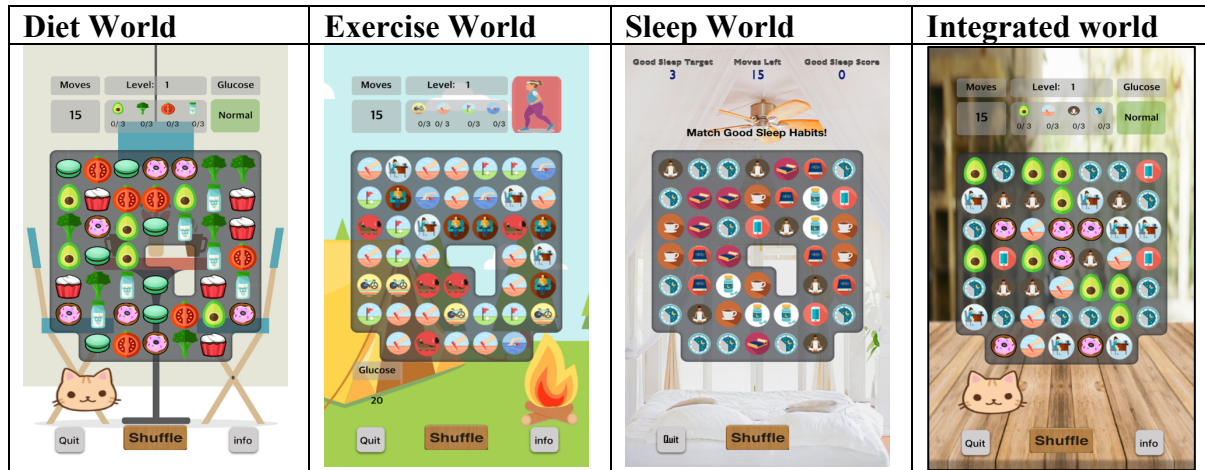 Diet World
Exercise World
Sleep World
Integrated world
Moves
Level: 1
Glucose
15
0/3 0/3 0/3 0/3
Normal
Quit
Shuffle
info
Moves
Level: 1
15
0/3 0/3 0/3 0/3
Glucose
20
Quit
Shuffle
info
Good Sleep Target
Moves Left
Good Sleep Score
3
15
0
Match Good Sleep Habits!
Quit
Shuffle
Moves
Level: 1
Glucose
15
0/3 0/3 0/3 0/3
Normal
Quit
Shuffle
info